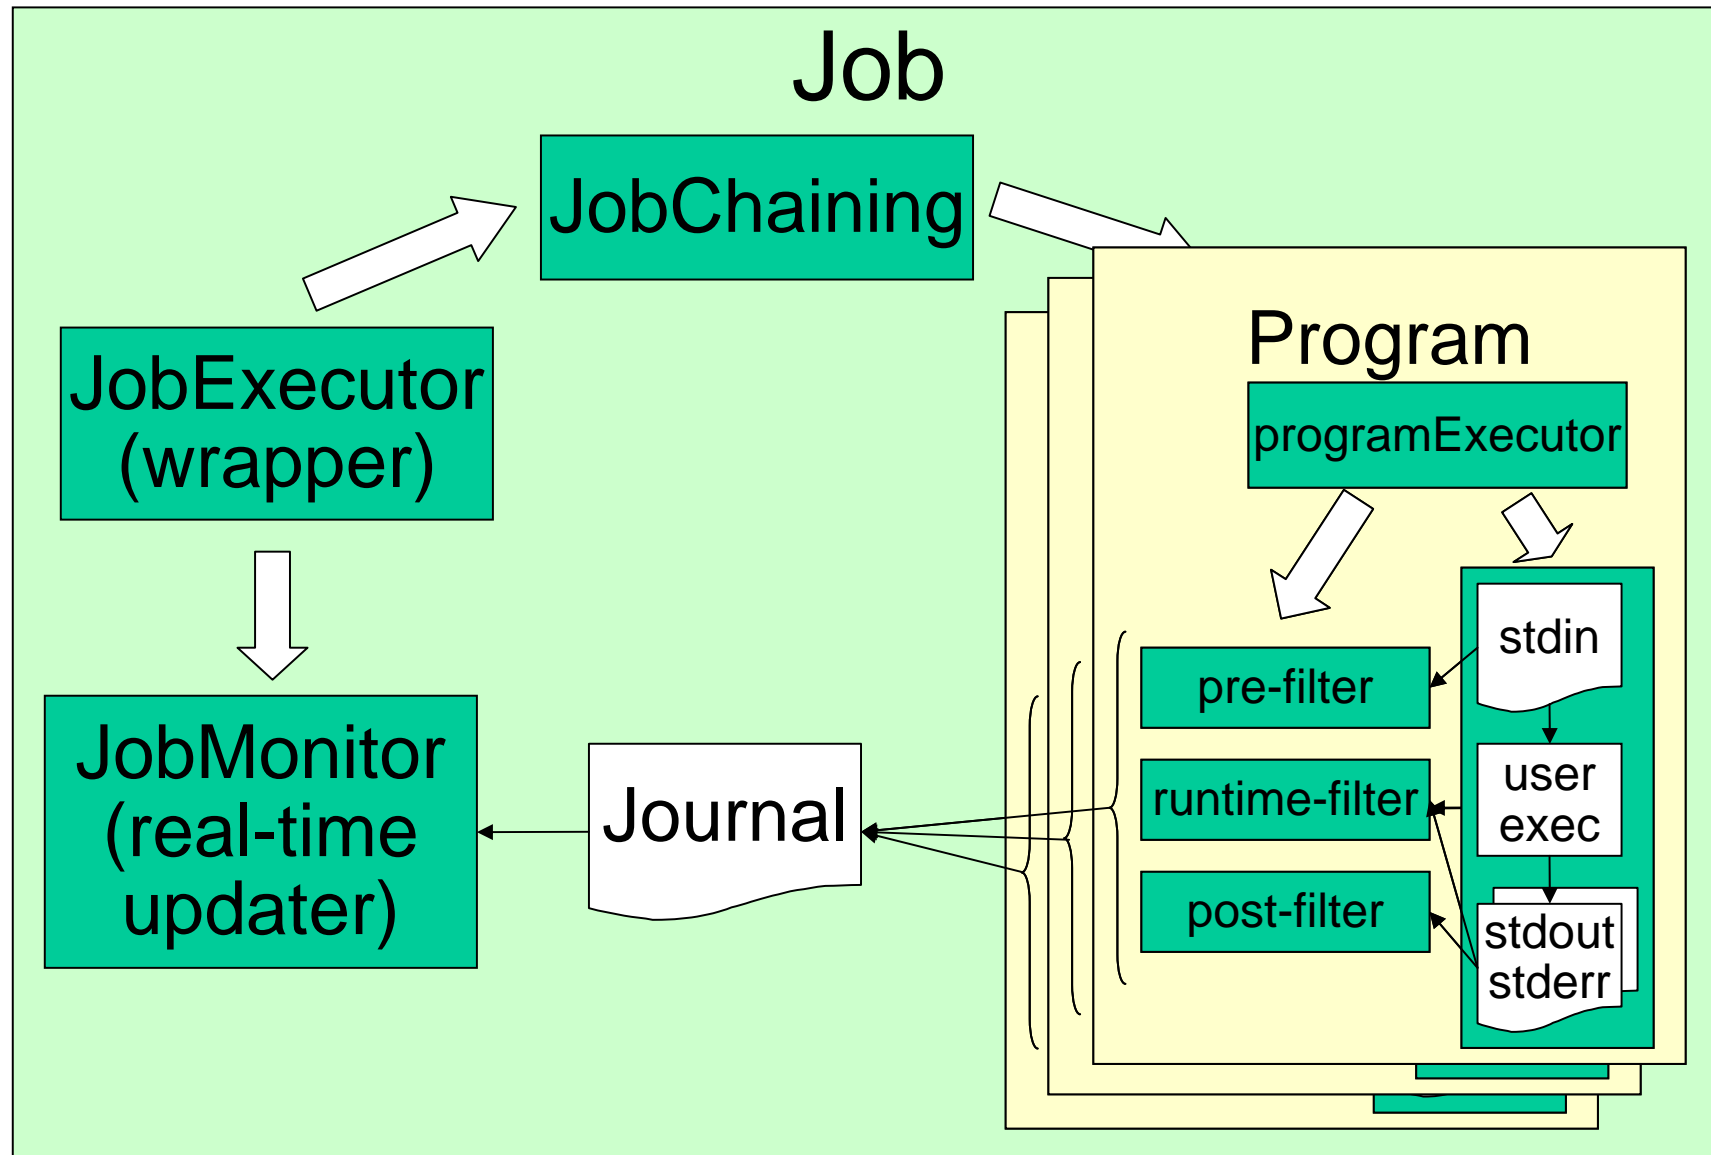 Job
JobChaining
JobExecutor
(wrapper)
JobMonitor
(real-time
updater)
Journal
Program
programExecutor
pre-filter
runtime-filter
post-filter
stdin
user
exec
stdout
stderr